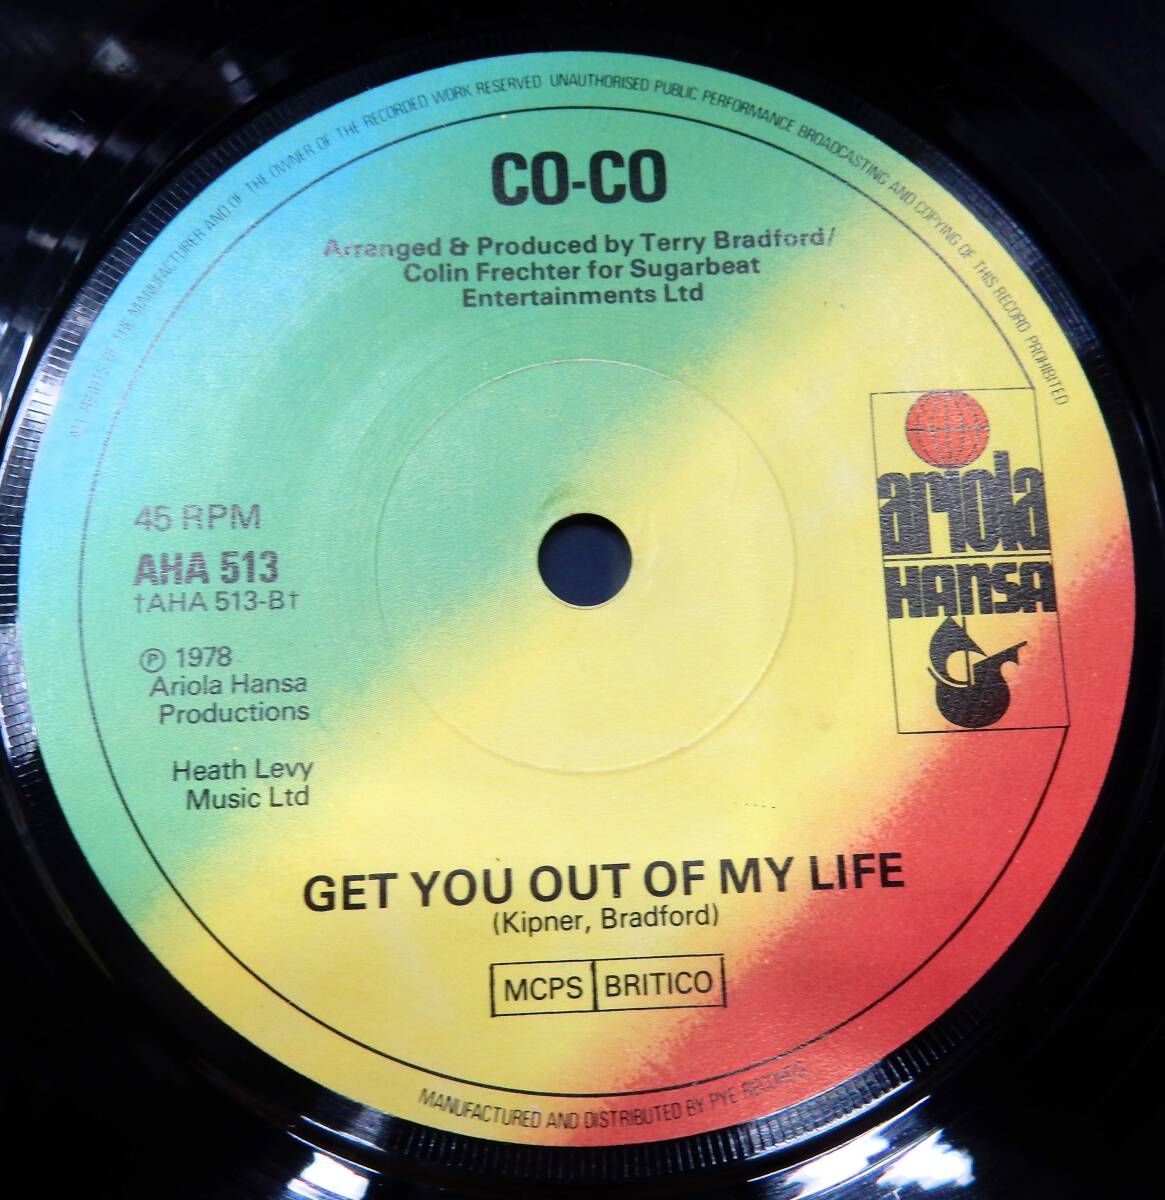 ALL RIGHTS OF THE MANUFACTURER AND OF THE OWNER OF THE RECORDED WORK RESERVED UNAUTHORISED PUBLIC PERFORMANCE BROADCASTING AND COPYING OF THIS RECORD PROHIBITED
CO-CO
Arranged & Produced by Terry Bradford/
Colin Frechter for Sugarbeat
Entertainments Ltd
ariola
HANSA
45 RPM
AHA 513
†AHA 513-B†
℗ 1978
Ariola Hansa
Productions
Heath Levy
Music Ltd
GET YOU OUT OF MY LIFE
(Kipner, Bradford)
MCPS BRITICO
MANUFACTURED AND DISTRIBUTED BY PYE RECORDS